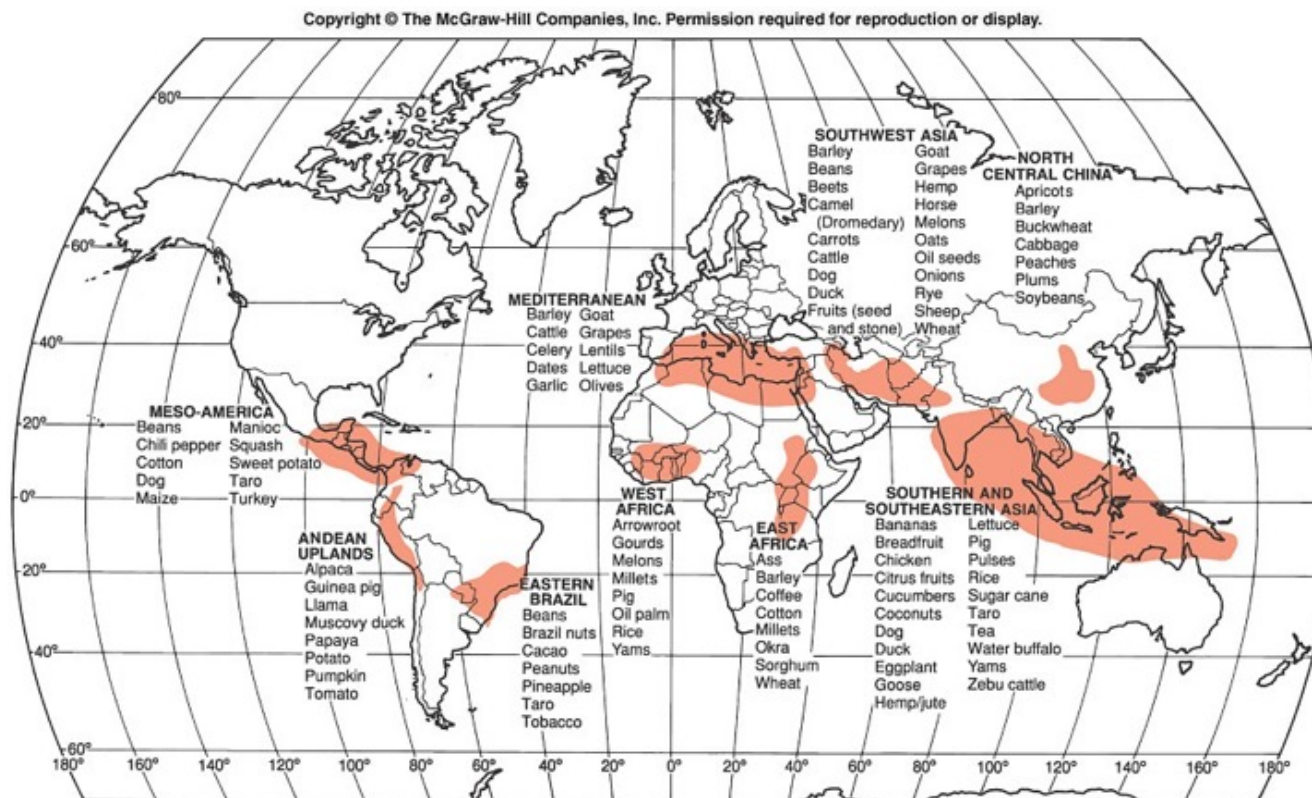 Copyright © The McGraw-Hill Companies, Inc. Permission required for reproduction or display.
80°
60°
40°
20°
0°
20°
40°
60°
SOUTHWEST ASIA
Barley
Beans
Beets
Camel
(Dromedary)
Carrots
Cattle
Dog
Duck
Fruits (seed
and stone)
Goat
Grapes
Hemp
Horse
Melons
Oats
Oil seeds
Onions
Rye
Sheep
Wheat
NORTH
CENTRAL CHINA
Apricots
Barley
Buckwheat
Cabbage
Peaches
Plums
Soybeans
MEDITERRANEAN
Barley Goat
Cattle Grapes
Celery Lentils
Dates Lettuce
Garlic Olives
MESO-AMERICA
Beans Manioc
Chili pepper Squash
Cotton Sweet potato
Dog Taro
Maize Turkey
ANDEAN
UPLANDS
Alpaca
Guinea pig
Llama
Muscovy duck
Papaya
Potato
Pumpkin
Tomato
EASTERN
BRAZIL
Beans
Brazil nuts
Cacao
Peanuts
Pineapple
Taro
Tobacco
WEST
AFRICA
Arrowroot
Gourds
Melons
Millets
Pig
Oil palm
Rice
Yams
EAST
AFRICA
Ass
Barley
Coffee
Cotton
Millets
Okra
Sorghum
Wheat
SOUTHERN AND
SOUTHEASTERN ASIA
Bananas
Breadfruit
Chicken
Citrus fruits
Cucumbers
Coconuts
Dog
Duck
Eggplant
Goose
Hemp/jute
Lettuce
Pig
Pulses
Rice
Sugar cane
Taro
Tea
Water buffalo
Yams
Zebu cattle
180° 160° 140° 120° 100° 80° 60° 40° 20° 0° 20° 40° 60° 80° 100° 120° 140° 160° 180°